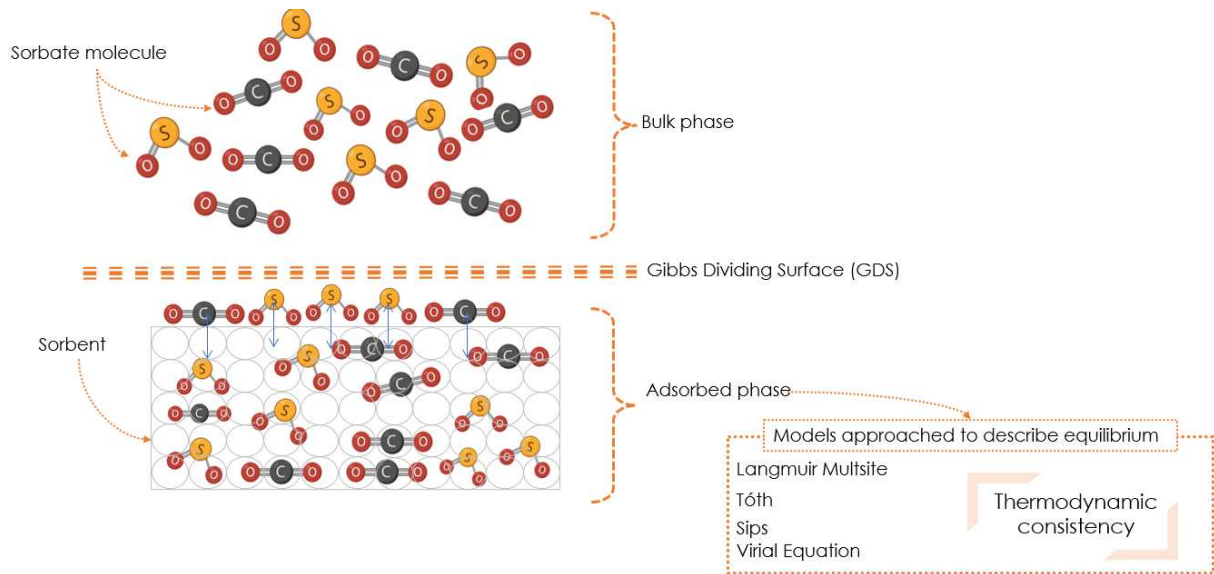 Sorbate molecule
Bulk phase
Gibbs Dividing Surface (GDS)
Sorbent
Adsorbed phase
Models approached to describe equilibrium
Langmuir Multsite
Tóth
Sips
Virial Equation
Thermodynamic
consistency
S
O O
C
O O
S
O
O
C
O O
S
O O
S
O
O
C
O O
S
O
O
C
O O
S
O
O
C
O O
C
O O
O C O
S
O O
S
O O
S
O O
O C O